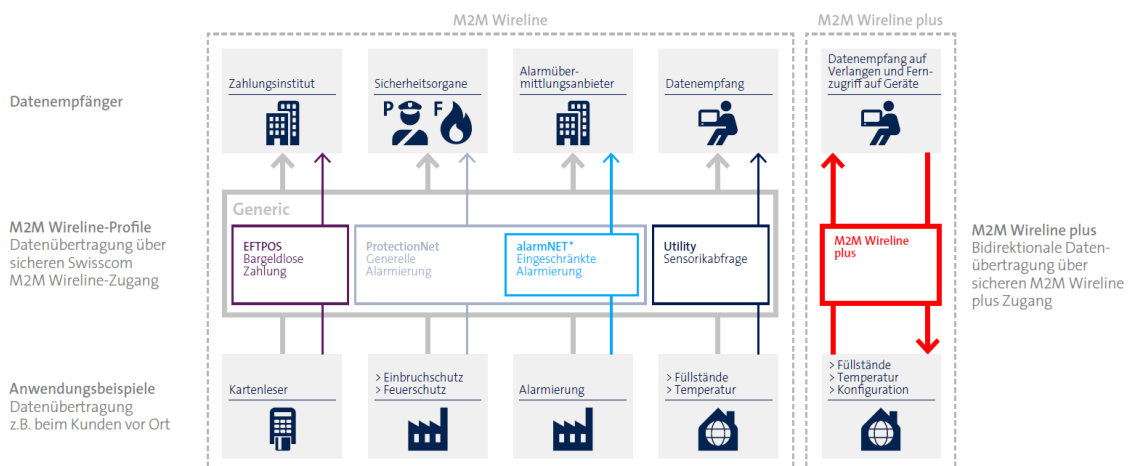 M2M Wireline
M2M Wireline plus
Datenempfänger
Zahlungsinstitut
Sicherheitsorgane
P F
Alarmüber-
mittlungsanbieter
Datenempfang
Datenempfang auf
Verlangen und Fern-
zugriff auf Geräte
M2M Wireline-Profile
Datenübertragung über
sicheren Swisscom
M2M Wireline-Zugang
Generic
EFTPOS
Bargeldlose
Zahlung
ProtectionNet
Generelle
Alarmierung
alarmNET*
Eingeschränkte
Alarmierung
Utility
Sensorikabfrage
M2M Wireline
plus
M2M Wireline plus
Bidirektionale Daten-
übertragung über
sicheren M2M Wireline
plus Zugang
Anwendungsbeispiele
Datenübertragung
z.B. beim Kunden vor Ort
Kartenleser
> Einbruchschutz
> Feuerschutz
Alarmierung
> Füllstände
> Temperatur
> Füllstände
> Temperatur
> Konfiguration